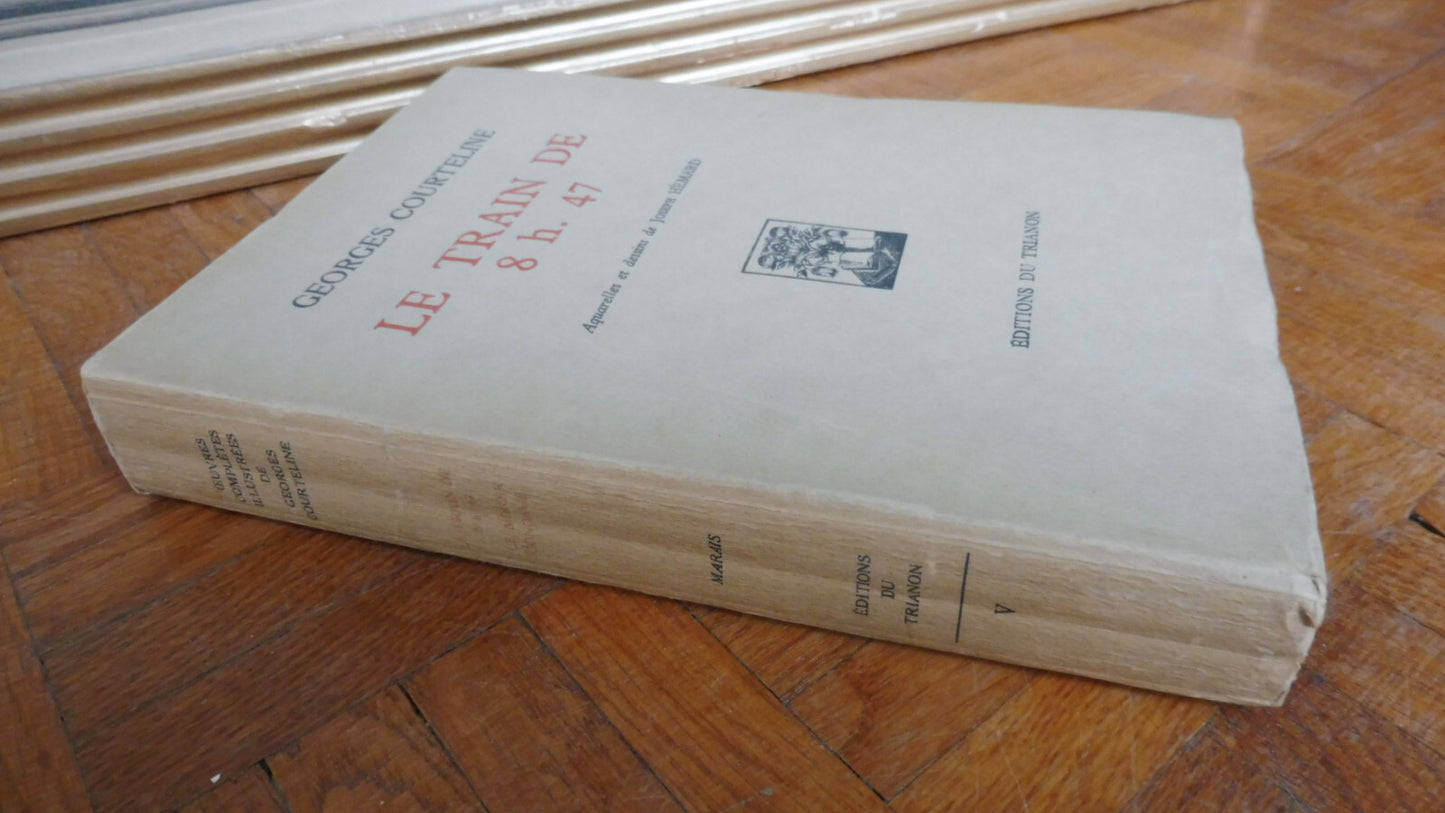 GEORGES COURTELINE
LE TRAIN DE
8 h. 47
Aquarelles et dessins de Joseph HÉMARD
ÉDITIONS DU TRIANON
ŒUVRES
COMPLÈTES
ILLUSTRÉES
DE
GEORGES
COURTELINE
MARAIS
ÉDITIONS
DU
TRIANON
V